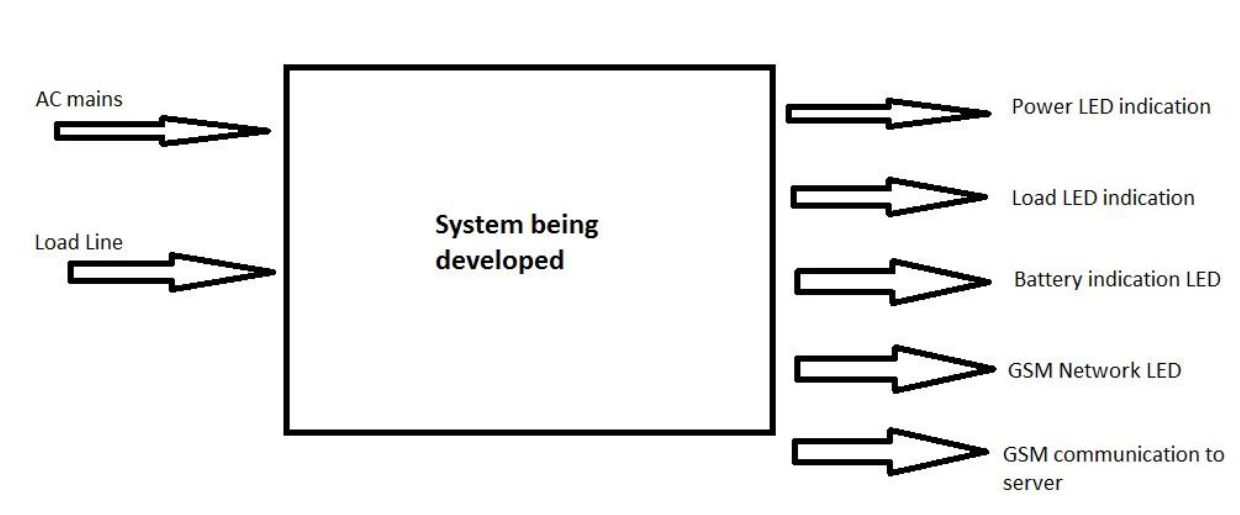 AC mains
Load Line
System being
developed
Power LED indication
Load LED indication
Battery indication LED
GSM Network LED
GSM communication to
server